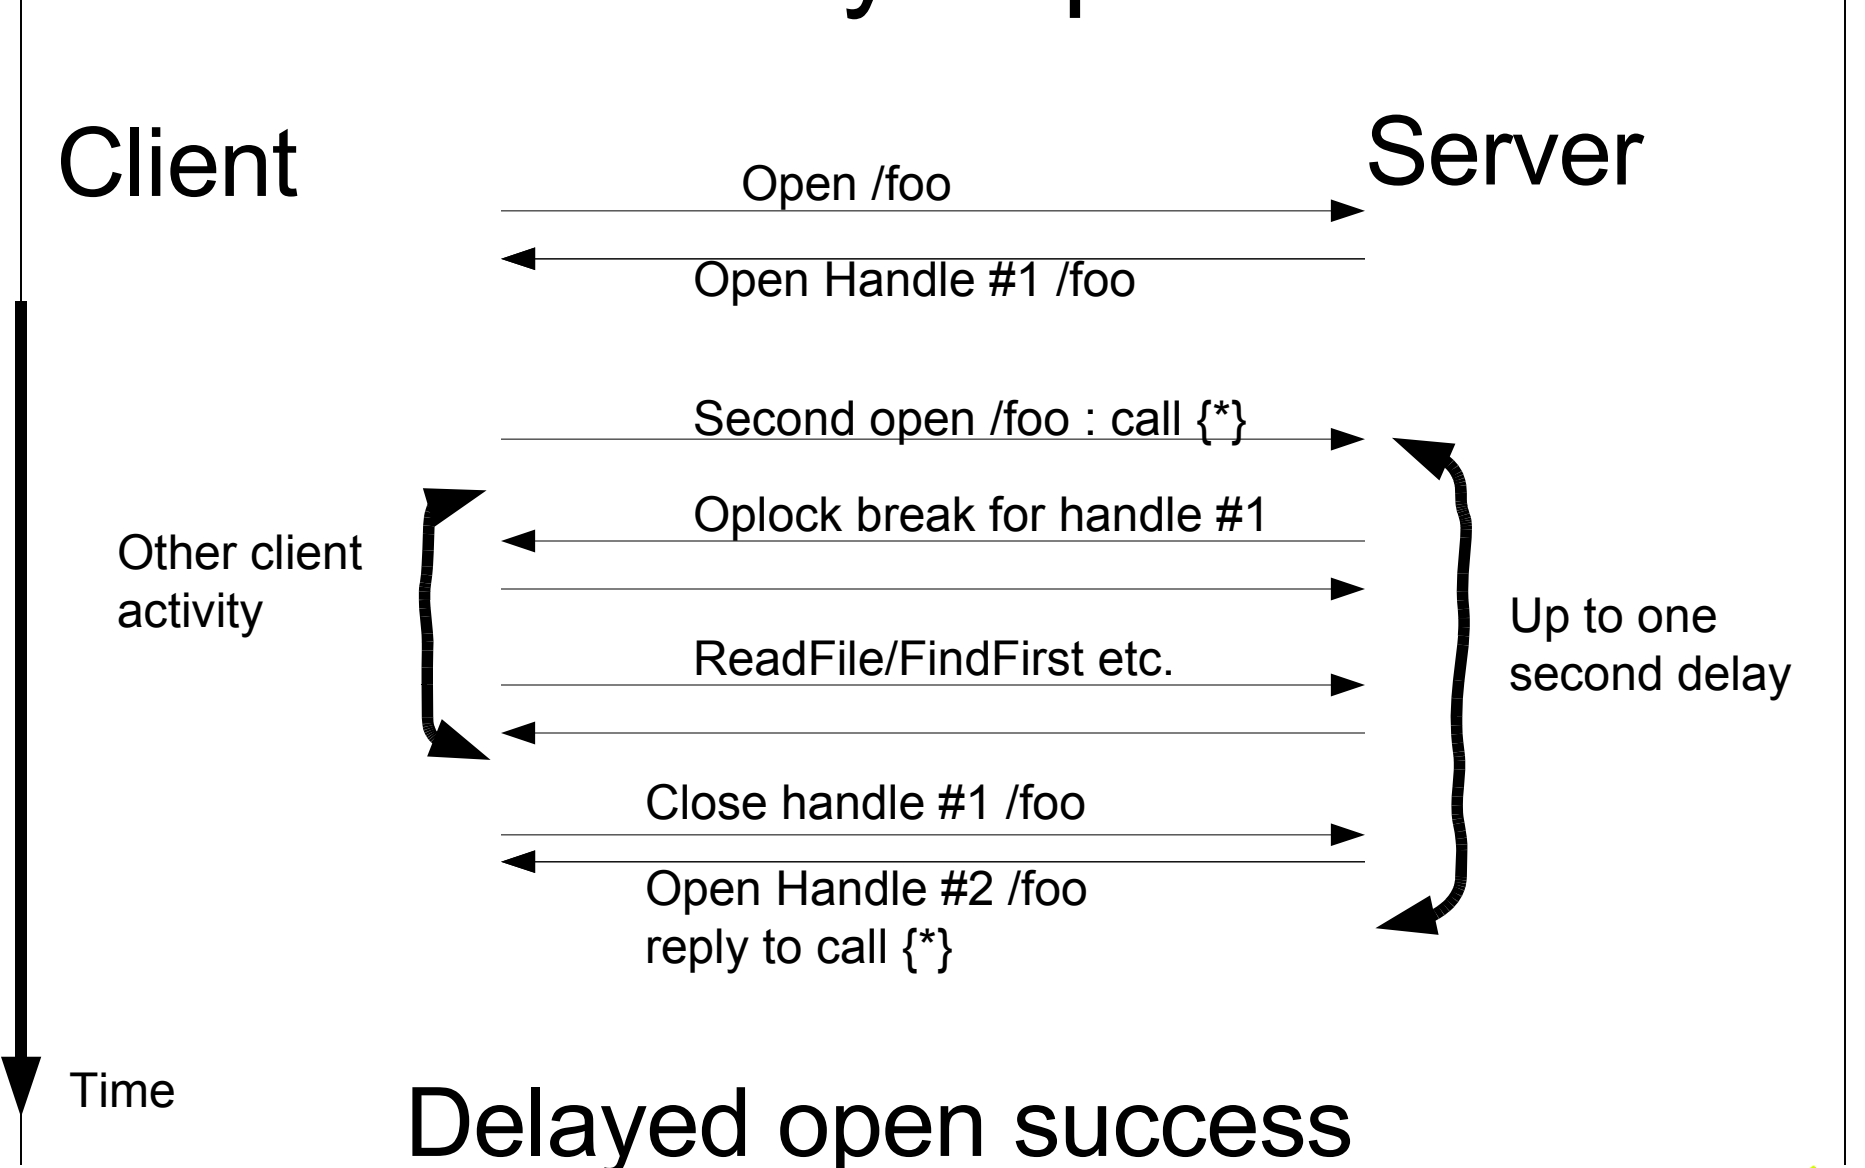 Client
Server
Open /foo
Open Handle #1 /foo
Second open /foo : call {*}
Oplock break for handle #1
Other client
activity
Up to one
second delay
ReadFile/FindFirst etc.
Close handle #1 /foo
Open Handle #2 /foo
reply to call {*}
Time
Delayed open success